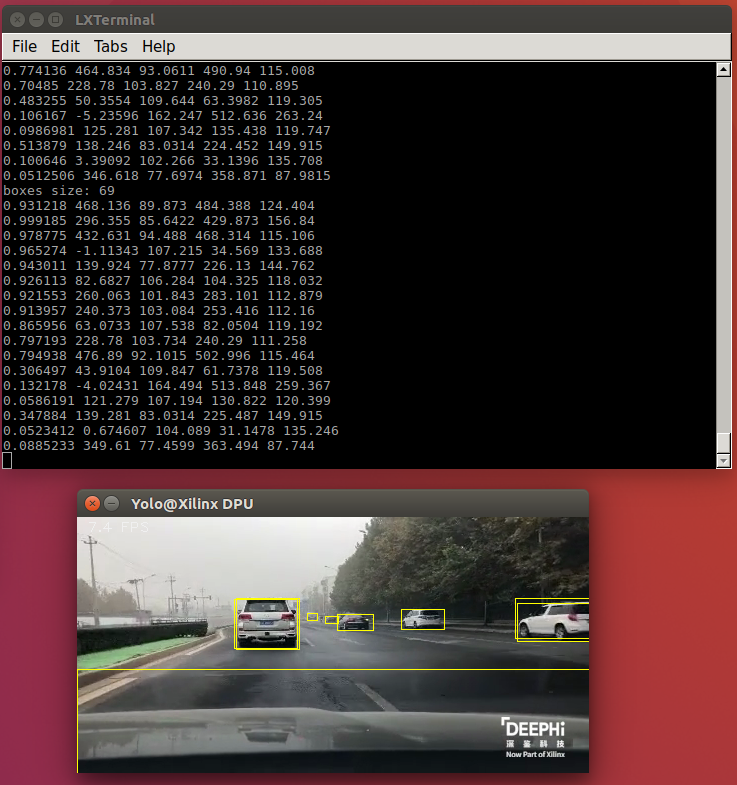 LXTerminal
File Edit Tabs Help
0.774136 464.834 93.0611 490.94 115.008
0.70485 228.78 103.827 240.29 110.895
0.483255 50.3554 109.644 63.3982 119.305
0.106167 -5.23596 162.247 512.636 263.24
0.0986981 125.281 107.342 135.438 119.747
0.513879 138.246 83.0314 224.452 149.915
0.100646 3.39092 102.266 33.1396 135.708
0.0512506 346.618 77.6974 358.871 87.9815
boxes size: 69
0.931218 468.136 89.873 484.388 124.404
0.999185 296.355 85.6422 429.873 156.84
0.978775 432.631 94.488 468.314 115.106
0.965274 -1.11343 107.215 34.569 133.688
0.943011 139.924 77.8777 226.13 144.762
0.926113 82.6827 106.284 104.325 118.032
0.921553 260.063 101.843 283.101 112.879
0.913957 240.373 103.084 253.416 112.16
0.865956 63.0733 107.538 82.0504 119.192
0.797193 228.78 103.734 240.29 111.258
0.794938 476.89 92.1015 502.996 115.464
0.306497 43.9104 109.847 61.7378 119.508
0.132178 -4.02431 164.494 513.848 259.367
0.0586191 121.279 107.194 130.822 120.399
0.347884 139.281 83.0314 225.487 149.915
0.0523412 0.674607 104.089 31.1478 135.246
0.0885233 349.61 77.4599 363.494 87.744
Yolo@Xilinx DPU
7.4 FPS
DEEPHi
深鉴科技
Now Part of Xilinx